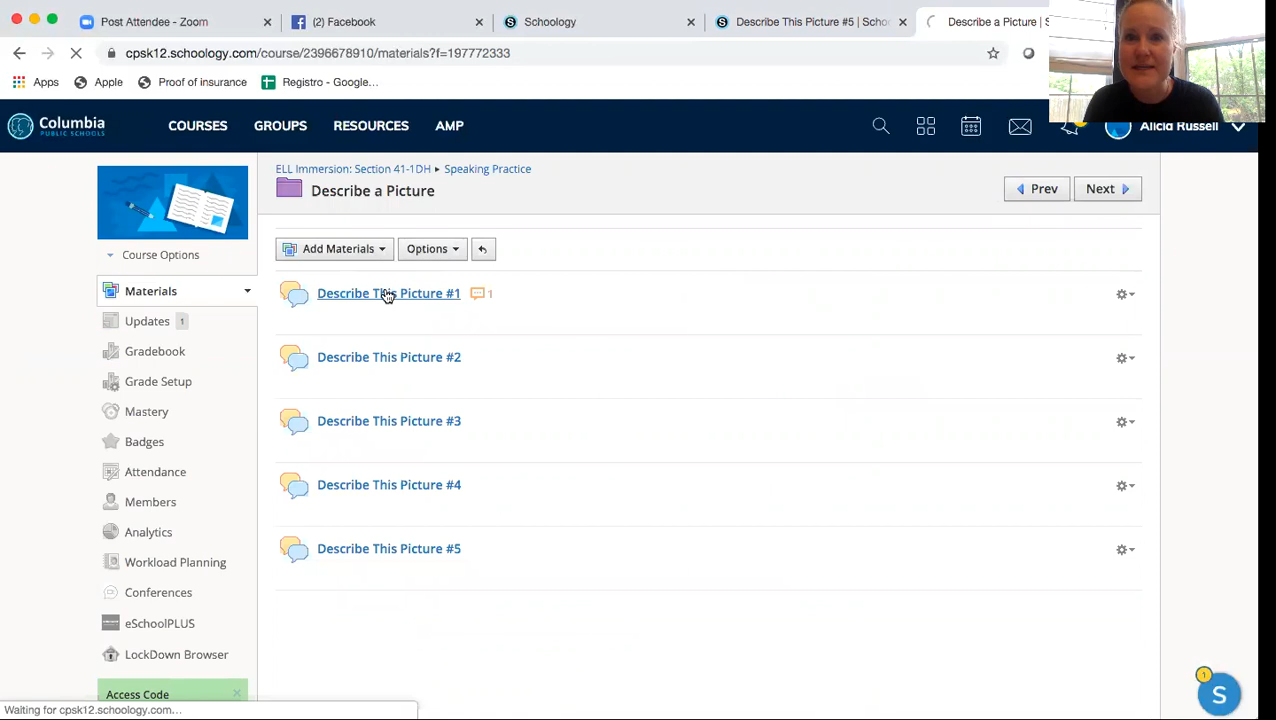 Post Attendee - Zoom
(2) Facebook
Schoology
Describe This Picture #5 | Schoo
Describe a Picture | S
cpsk12.schoology.com/course/2396678910/materials?f=197772333
Apps
Apple
Proof of insurance
Registro - Google...
Columbia
PUBLIC SCHOOLS
COURSES
GROUPS
RESOURCES
AMP
Alicia Russell
ELL Immersion: Section 41-1DH ▸ Speaking Practice
Describe a Picture
Prev
Next
Course Options
Add Materials
Options
Materials
Describe This Picture #1
1
Updates 1
Gradebook
Describe This Picture #2
Grade Setup
Mastery
Describe This Picture #3
Badges
Attendance
Describe This Picture #4
Members
Analytics
Describe This Picture #5
Workload Planning
Conferences
eSchoolPLUS
LockDown Browser
Access Code
1
S
Waiting for cpsk12.schoology.com...